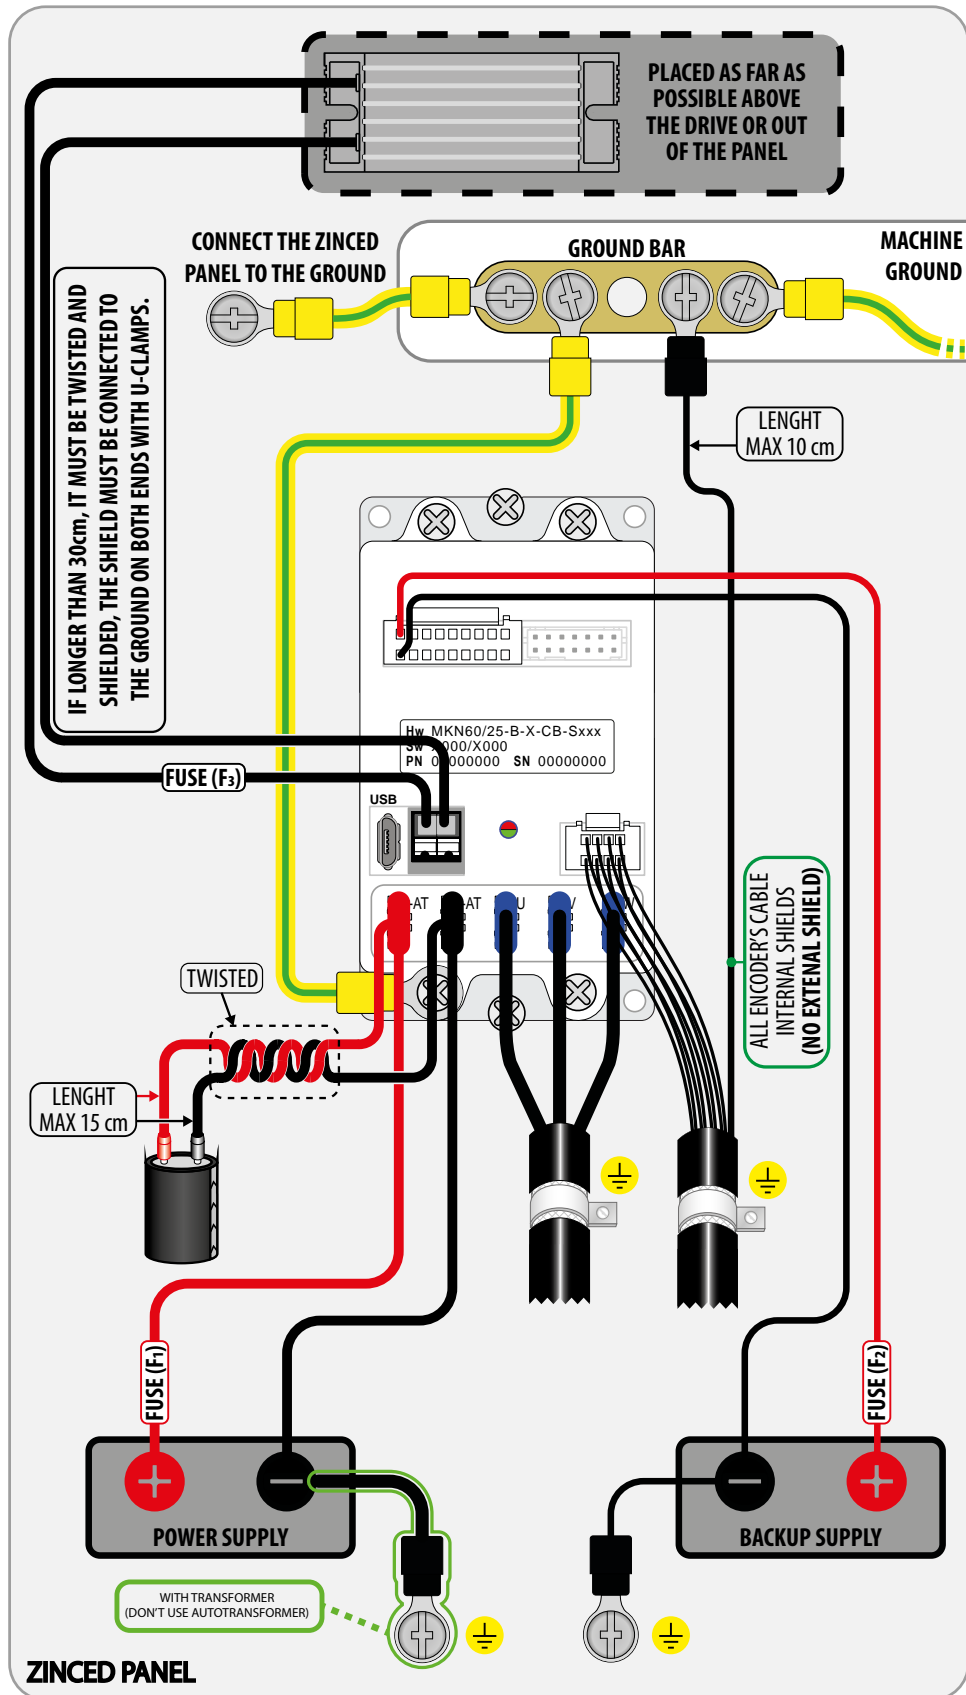 PLACED AS FAR AS
POSSIBLE ABOVE
THE DRIVE OR OUT
OF THE PANEL
CONNECT THE ZINCED
PANEL TO THE GROUND
GROUND BAR
MACHINE
GROUND
IF LONGER THAN 30cm, IT MUST BE TWISTED AND
SHIELDED, THE SHIELD MUST BE CONNECTED TO
THE GROUND ON BOTH ENDS WITH U-CLAMPS.
LENGHT
MAX 10 cm
Hw MKN60/25-B-X-CB-Sxxx
Sw X000/X000
PN 00000000 SN 00000000
FUSE (F3)
USB
-AT
-AT
U
V
ALL ENCODER'S CABLE
INTERNAL SHIELDS
(NO EXTENAL SHIELD)
TWISTED
LENGHT
MAX 15 cm
FUSE (F1)
FUSE (F2)
POWER SUPPLY
BACKUP SUPPLY
WITH TRANSFORMER
(DON'T USE AUTOTRANSFORMER)
ZINCED PANEL